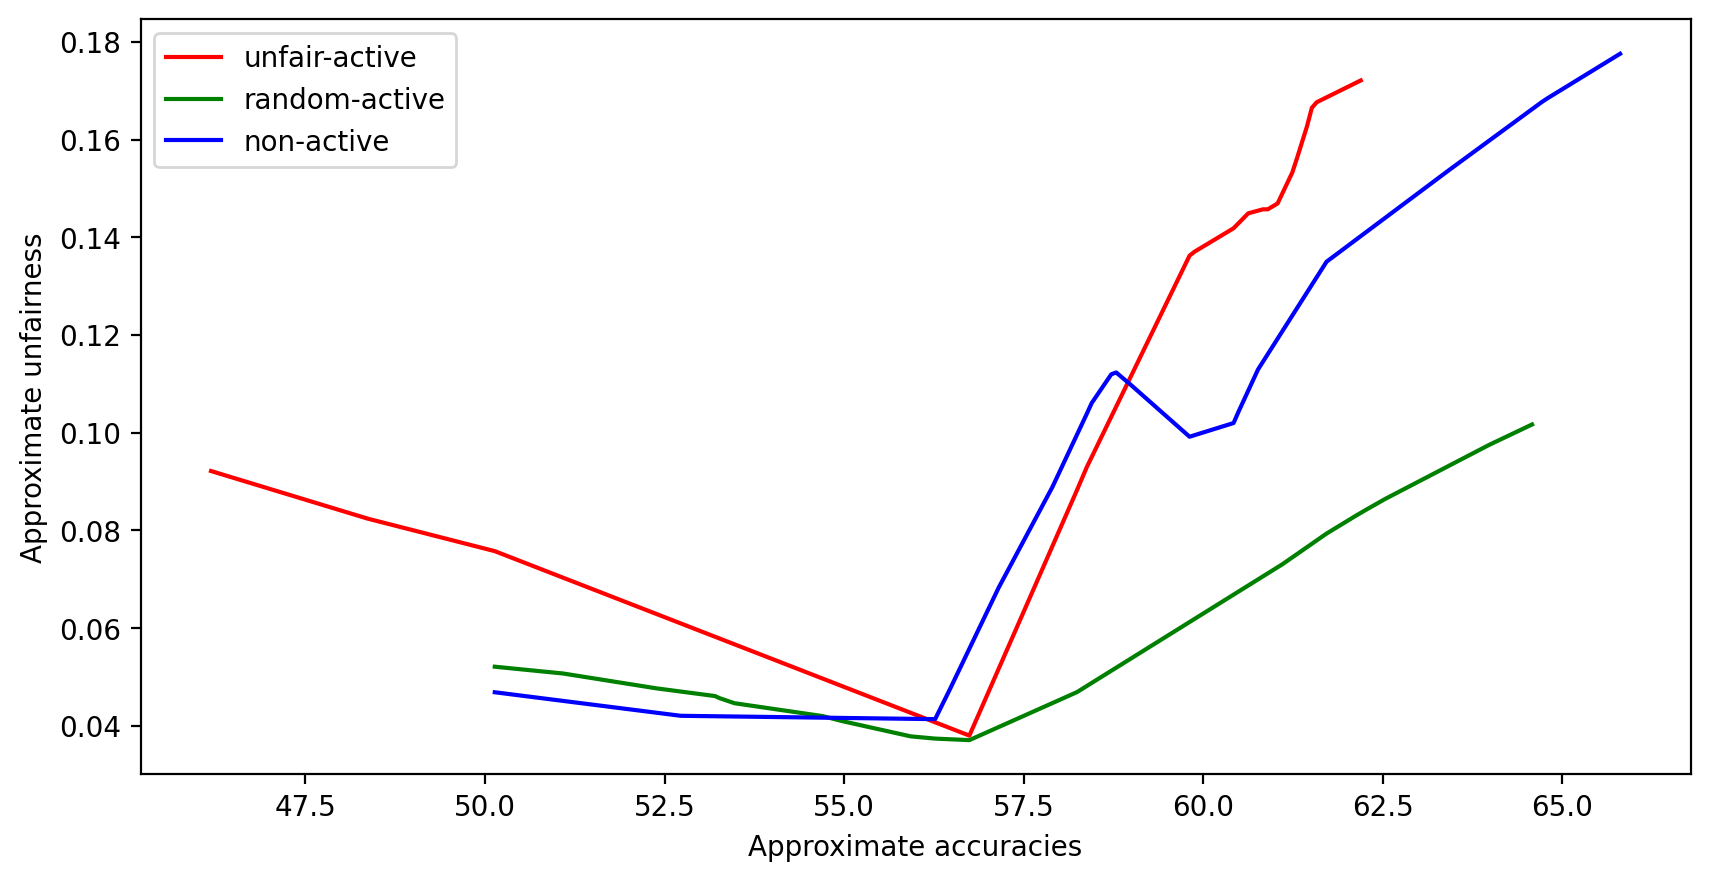 unfair-active
random-active
non-active
Approximate unfairness
0.18
0.16
0.14
0.12
0.10
0.08
0.06
0.04
47.5 50.0 52.5 55.0 57.5 60.0 62.5 65.0
Approximate accuracies